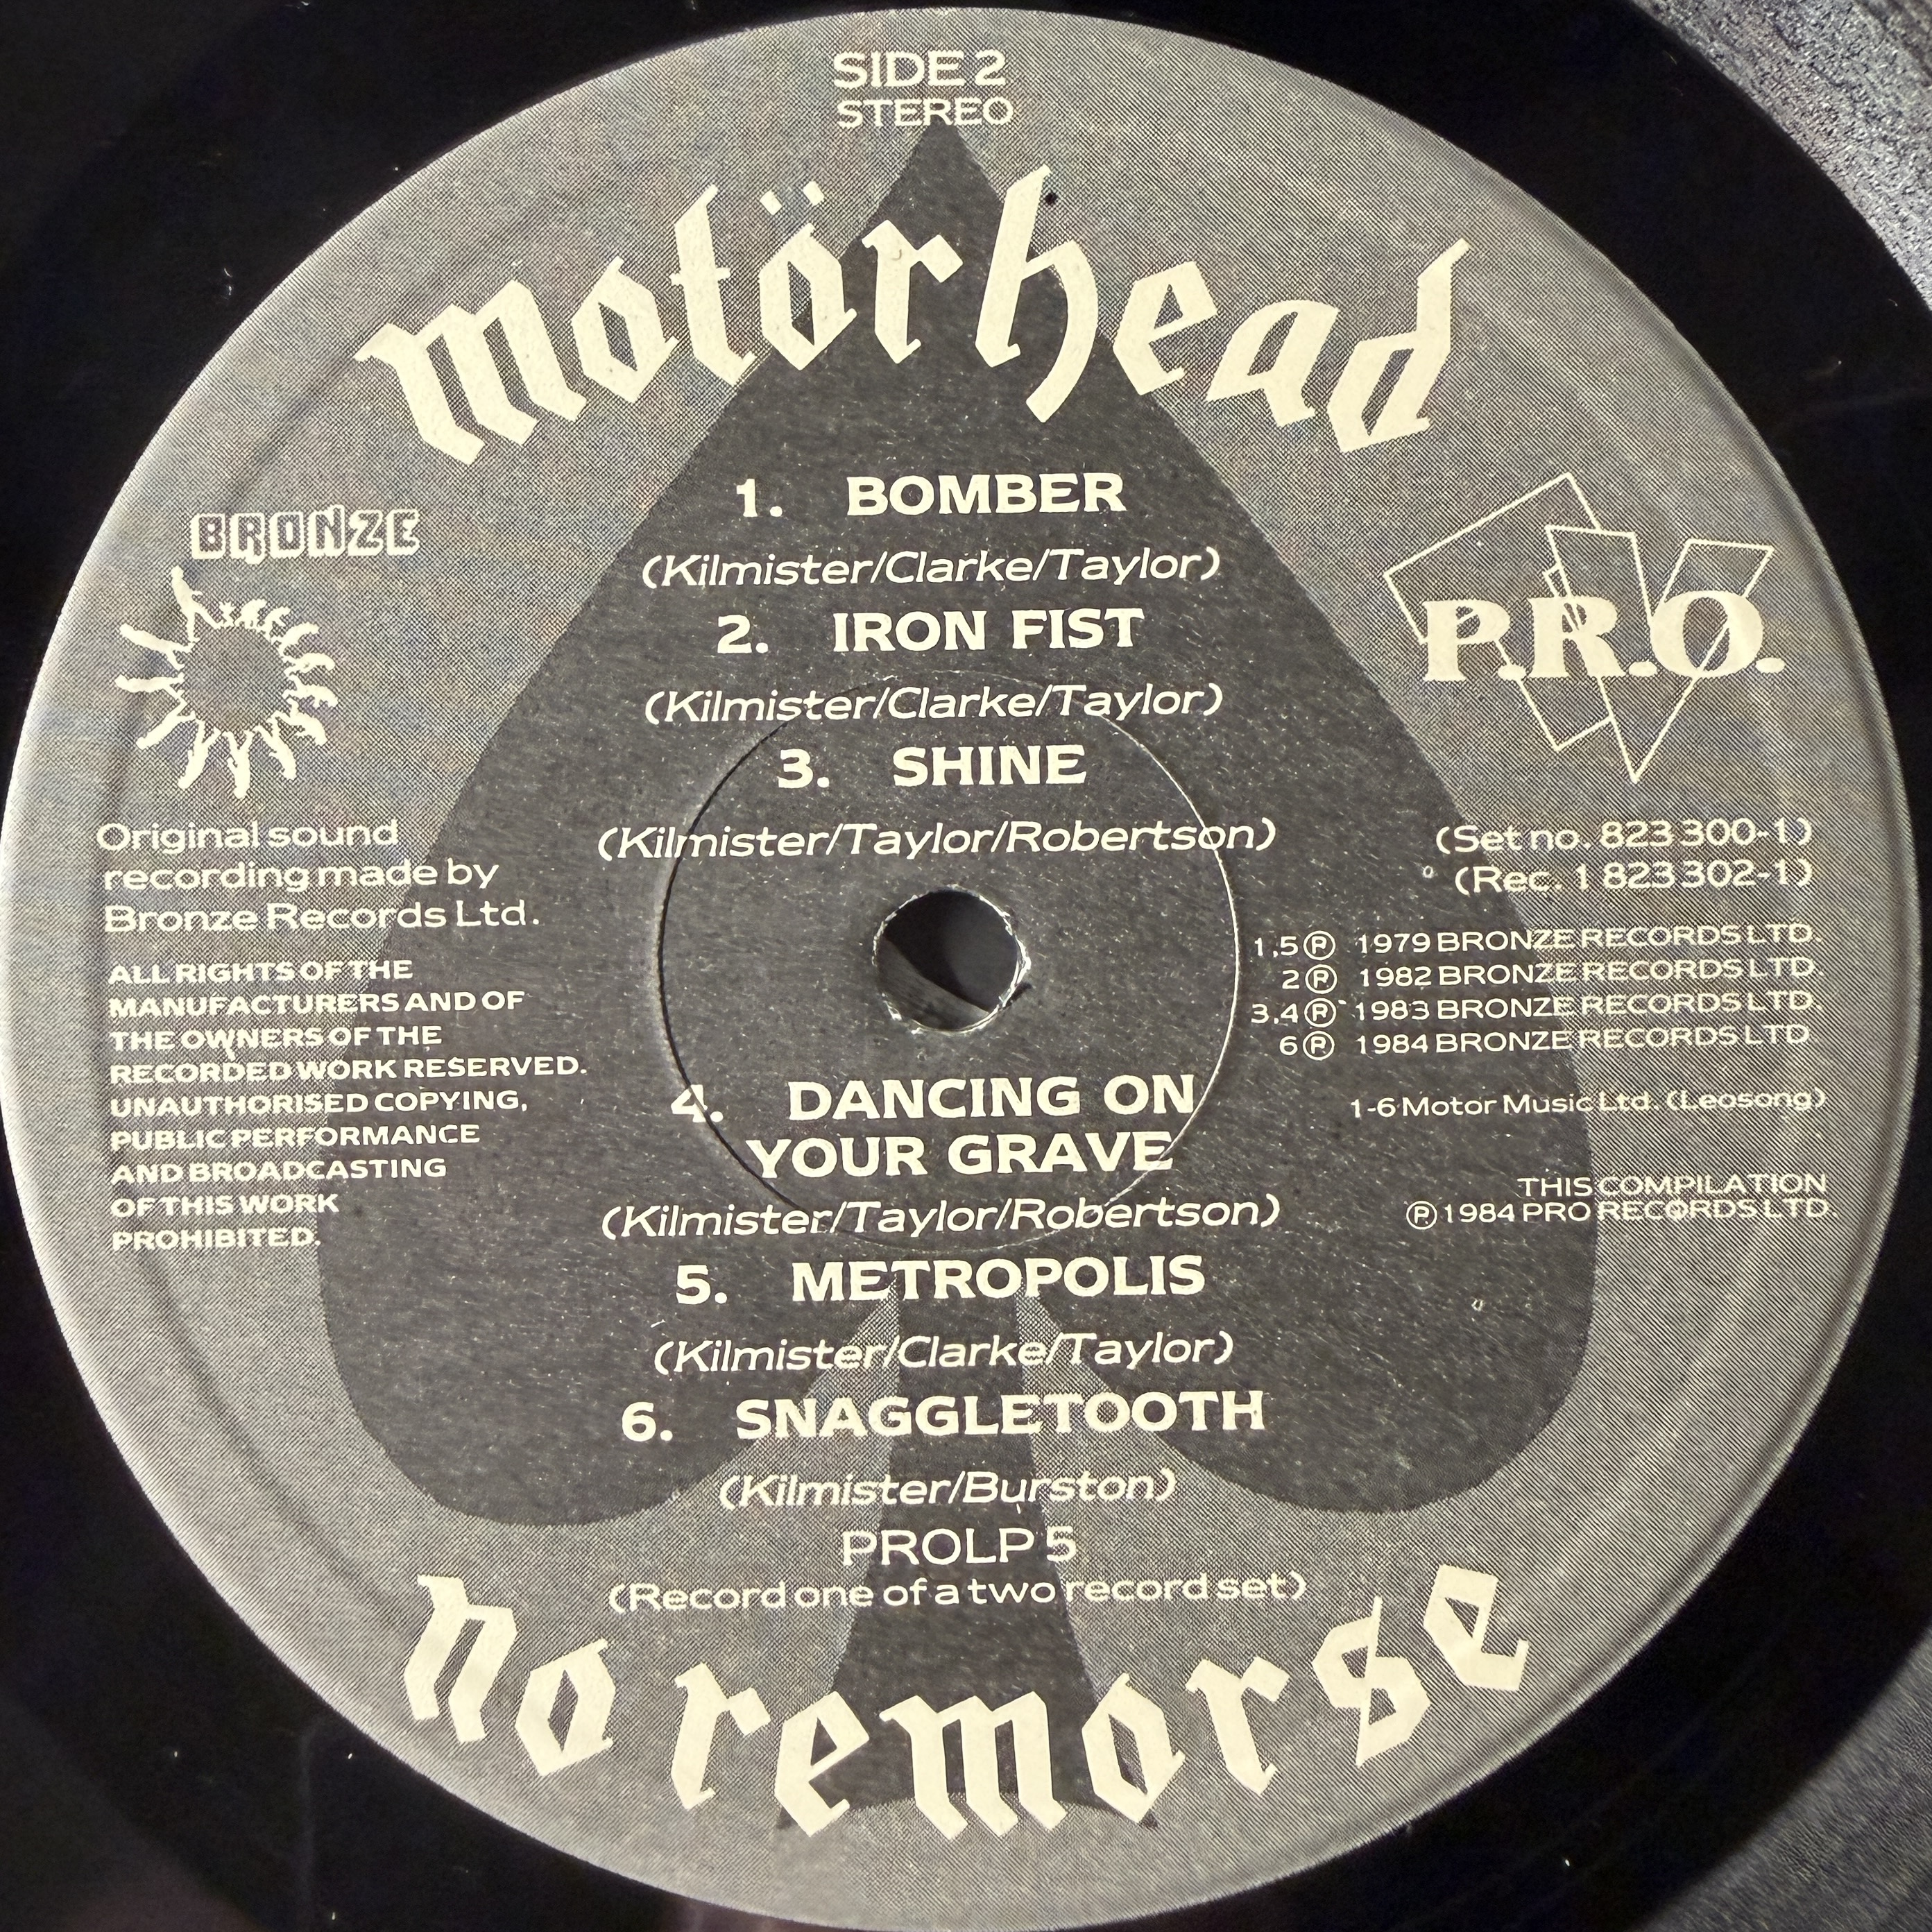 SIDE 2
STEREO
motörhead
1. BOMBER
(Kilmister/Clarke/Taylor)
2. IRON FIST
(Kilmister/Clarke/Taylor)
3. SHINE
(Kilmister/Taylor/Robertson)
BRONZE
Original sound
recording made by
Bronze Records Ltd.
ALL RIGHTS OF THE
MANUFACTURERS AND OF
THE OWNERS OF THE
RECORDED WORK RESERVED.
UNAUTHORISED COPYING,
PUBLIC PERFORMANCE
AND BROADCASTING
OF THIS WORK
PROHIBITED.
P.R.O.
(Set no. 823 300-1)
(Rec. 1 823 302-1)
1,5 Ⓟ 1979 BRONZE RECORDS LTD.
2 Ⓟ 1982 BRONZE RECORDS LTD.
3,4 Ⓟ 1983 BRONZE RECORDS LTD.
6 Ⓟ 1984 BRONZE RECORDS LTD.
1-6 Motor Music Ltd. (Leosong)
THIS COMPILATION
Ⓟ 1984 PRO RECORDS LTD.
4. DANCING ON
YOUR GRAVE
(Kilmister/Taylor/Robertson)
5. METROPOLIS
(Kilmister/Clarke/Taylor)
6. SNAGGLETOOTH
(Kilmister/Burston)
PROLP 5
(Record one of a two record set)
no remorse